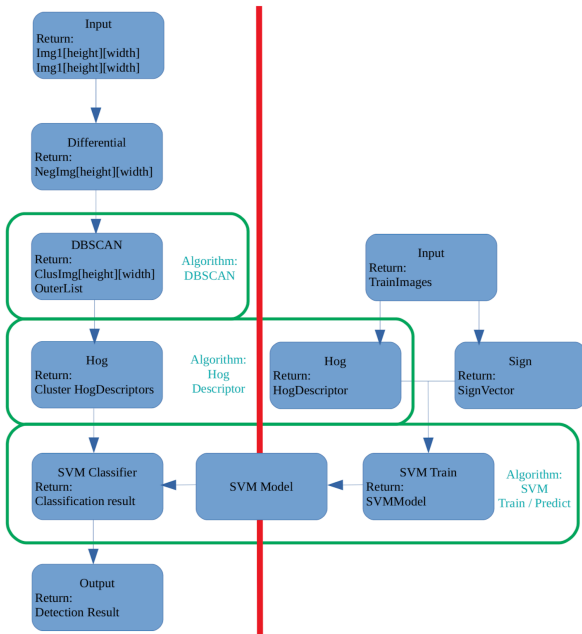 Input
Return:
Img1[height][width]
Img1[height][width]
Differential
Return:
NegImg[height][width]
DBSCAN
Return:
ClusImg[height][width]
OuterList
Algorithm:
DBSCAN
Input
Return:
TrainImages
Hog
Return:
Cluster HogDescriptors
Algorithm:
Hog
Descriptor
Hog
Return:
HogDescriptor
Sign
Return:
SignVector
SVM Classifier
Return:
Classification result
SVM Model
SVM Train
Return:
SVMModel
Algorithm:
SVM
Train / Predict
Output
Return:
Detection Result